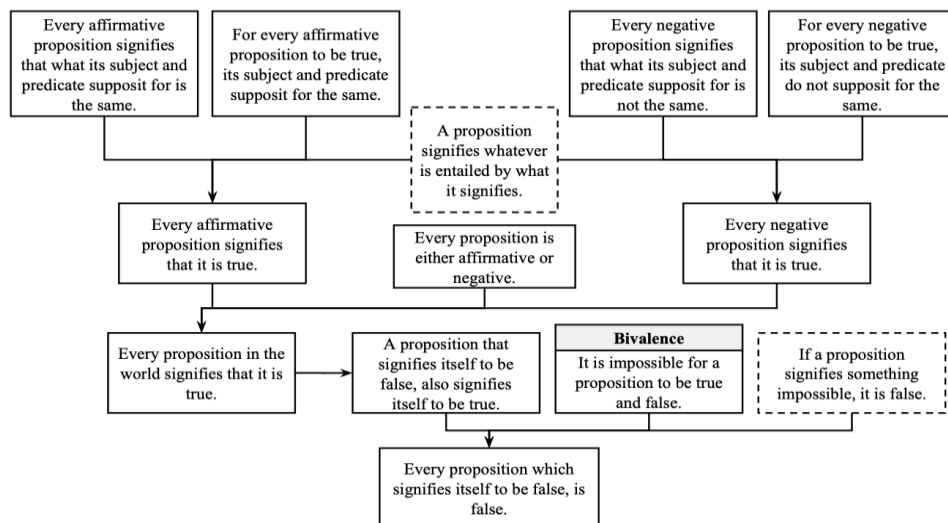 Every affirmative
proposition signifies
that what its subject and
predicate supposit for is
the same.
For every affirmative
proposition to be true,
its subject and predicate
supposit for the same.
Every negative
proposition signifies
that what its subject and
predicate supposit for is
not the same.
For every negative
proposition to be true,
its subject and predicate
do not supposit for the
same.
A proposition
signifies whatever
is entailed by what
it signifies.
Every affirmative
proposition signifies
that it is true.
Every proposition is
either affirmative or
negative.
Every negative
proposition signifies
that it is true.
Every proposition in the
world signifies that it is
true.
A proposition that
signifies itself to be
false, also signifies
itself to be true.
Bivalence
It is impossible for a
proposition to be true
and false.
If a proposition
signifies something
impossible, it is false.
Every proposition which
signifies itself to be false, is
false.